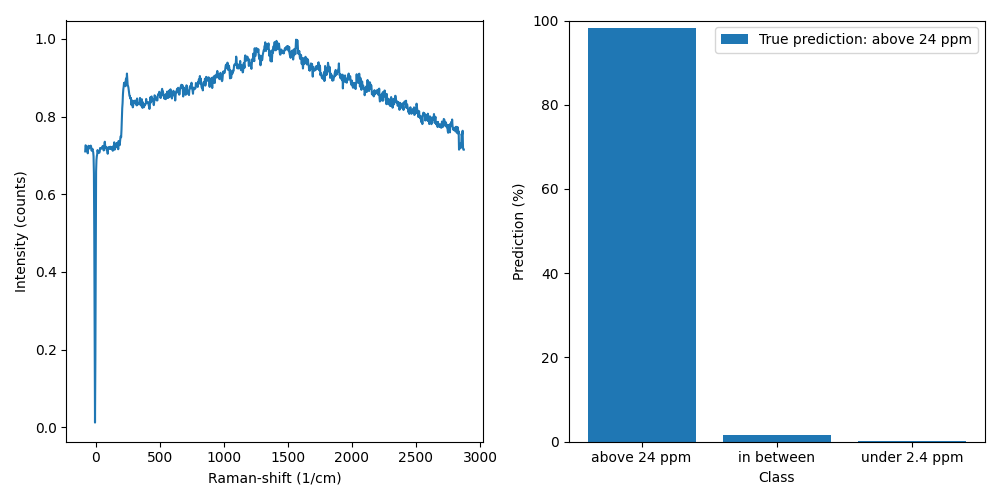 1.0
0.8
0.6
0.4
0.2
0.0
Intensity (counts)
0
500
1000
1500
2000
2500
3000
Raman-shift (1/cm)
100
80
60
40
20
0
Prediction (%)
True prediction: above 24 ppm
above 24 ppm
in between
under 2.4 ppm
Class